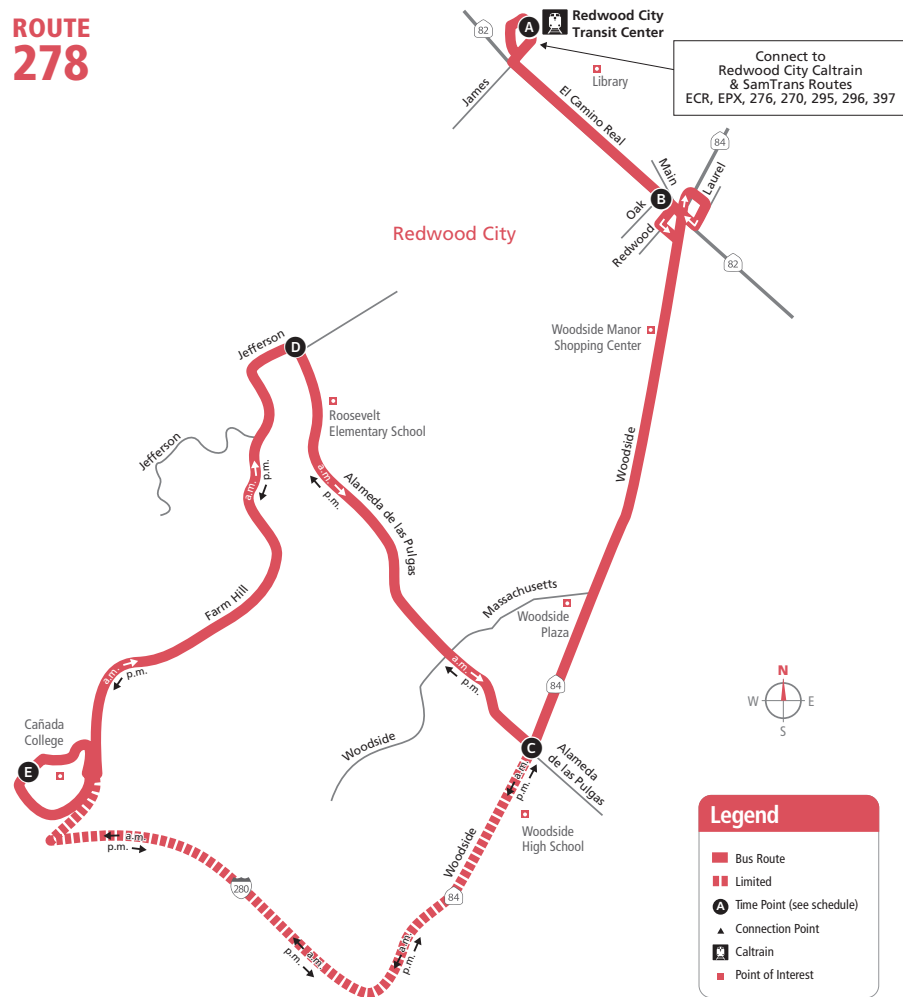 ROUTE
278
82
A
Redwood City
Transit Center
Library
James
El Camino Real
Connect to
Redwood City Caltrain
& SamTrans Routes
ECR, EPX, 276, 270, 295, 296, 397
84
Main
Laurel
B
Oak
Redwood
82
Redwood City
Woodside Manor
Shopping Center
Jefferson
D
Roosevelt
Elementary School
Jefferson
a.m.
p.m.
a.m.
p.m.
Alameda de las Pulgas
Woodside
Farm Hill
Massachusetts
Woodside
Plaza
a.m.
p.m.
a.m.
p.m.
84
N
W
E
S
Cañada
College
E
Woodside
C
Alameda
de las Pulgas
a.m.
p.m.
Woodside
High School
Woodside
a.m.
p.m.
280
84
a.m.
p.m.
a.m.
p.m.
Legend
Bus Route
Limited
A
Time Point (see schedule)
Connection Point
Caltrain
Point of Interest